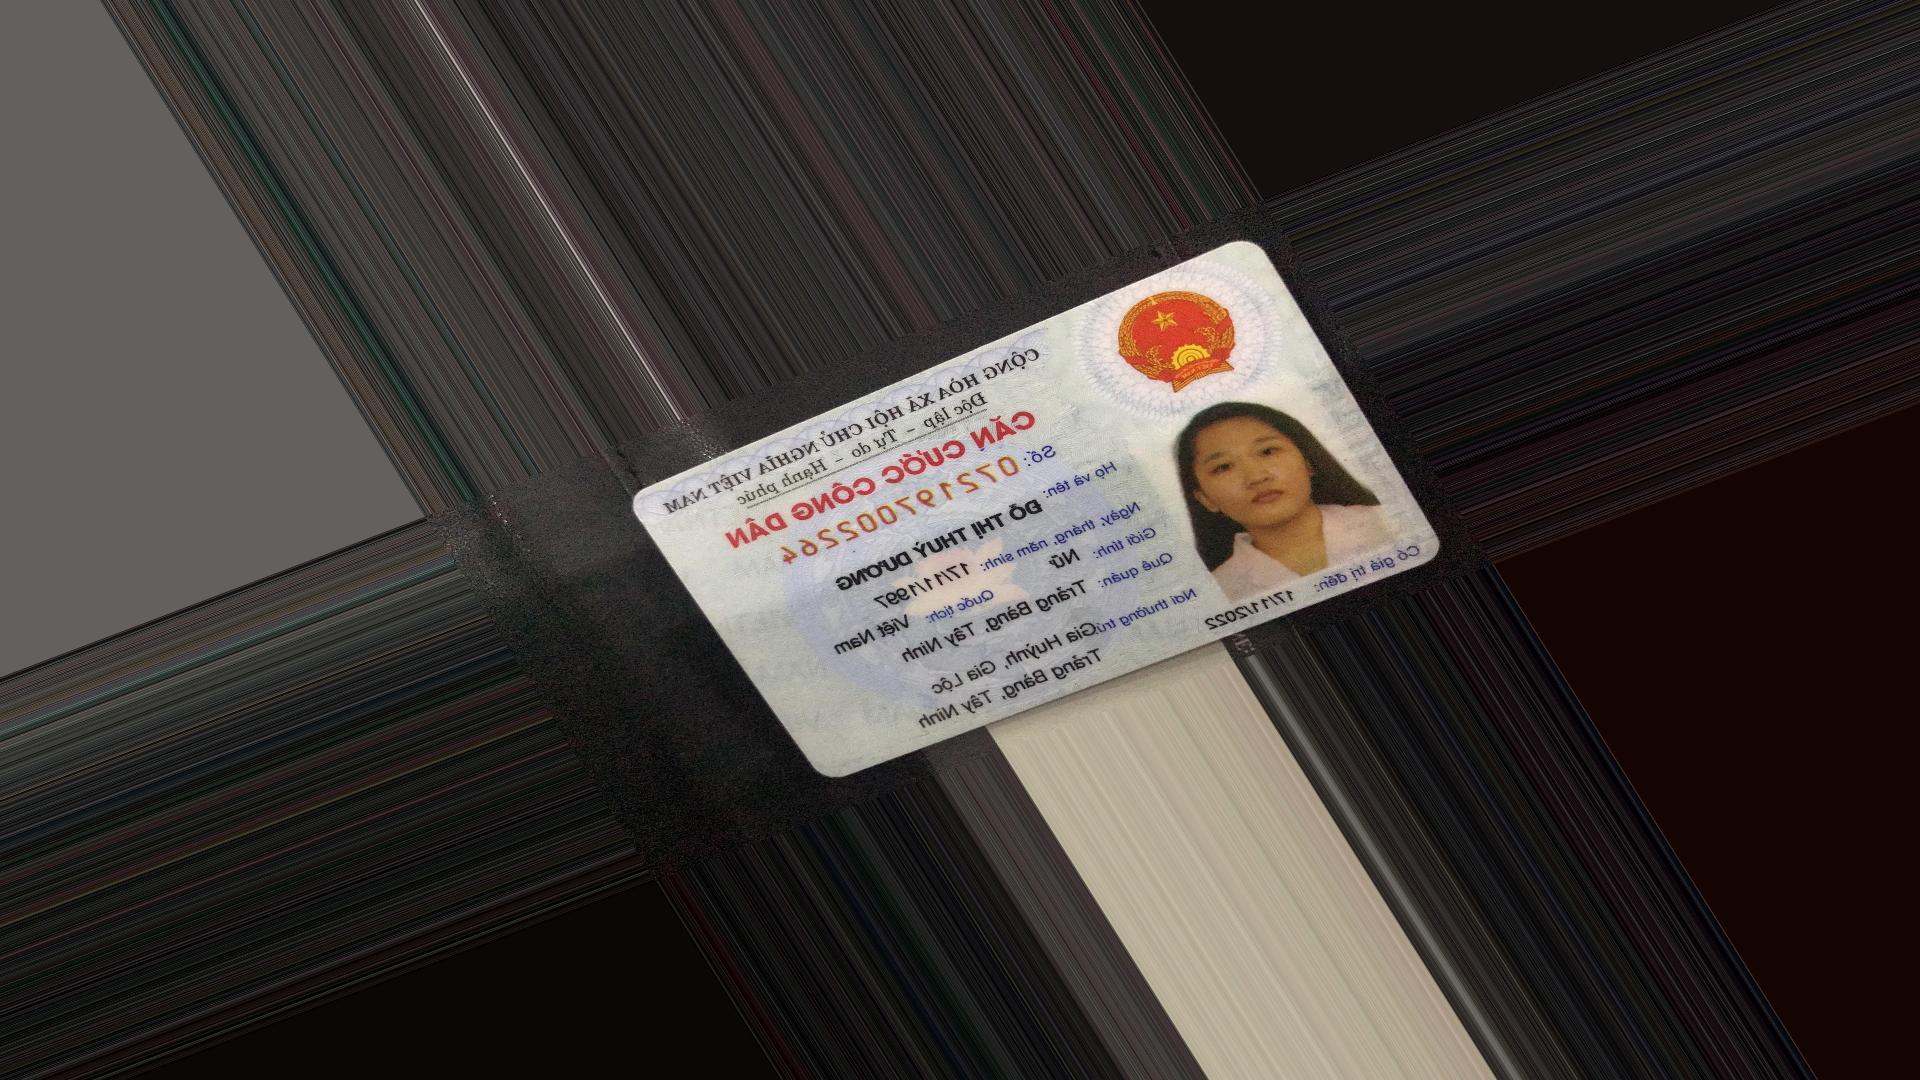 CỘNG HÒA XÃ HỘI CHỦ NGHĨA VIỆT NAM
Độc lập – Tự do – Hạnh phúc
CĂN CƯỚC CÔNG DÂN
Số: 072197002264
Họ và tên:
ĐỖ THỊ THUỲ DƯƠNG
Ngày, tháng, năm sinh: 17/11/1997
Giới tính: Nữ Quốc tịch: Việt Nam
Quê quán: Trảng Bàng, Tây Ninh
Nơi thường trú: Gia Huỳnh, Gia Lộc
Trảng Bàng, Tây Ninh
Có giá trị đến: 17/11/2022